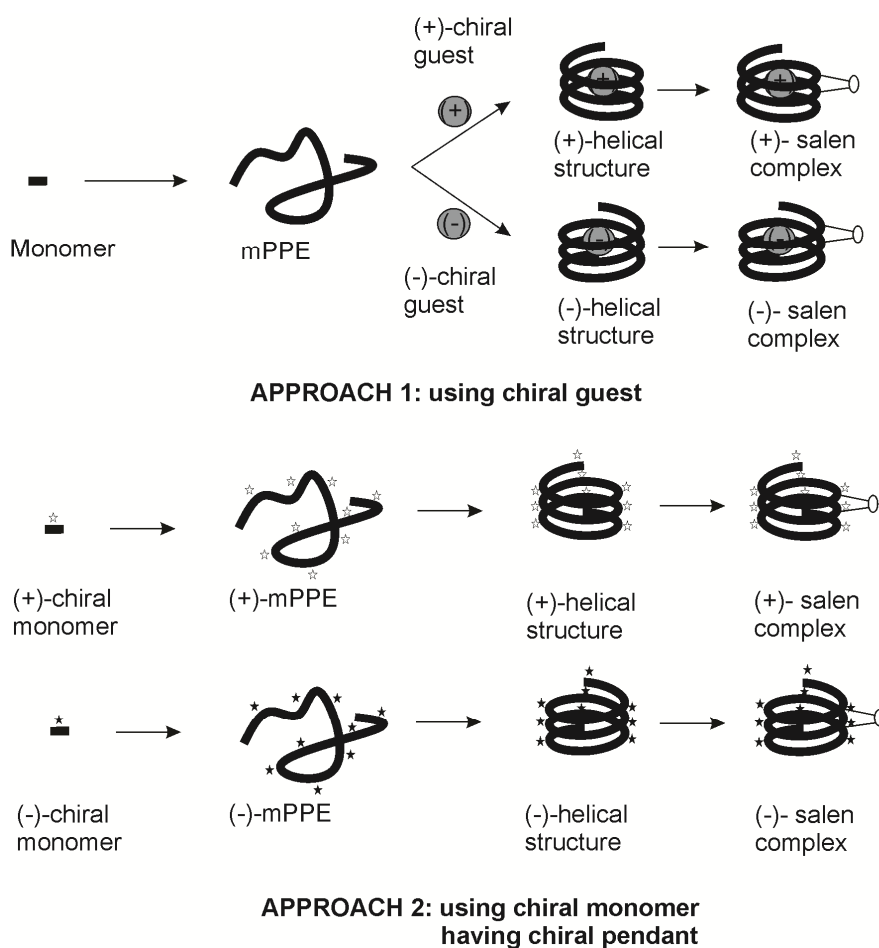 (+)-chiral
guest
+
+
+
(+)-helical
structure
(+)- salen
complex
Monomer
mPPE
-
-
-
(-)-chiral
guest
(-)-helical
structure
(-)- salen
complex
APPROACH 1: using chiral guest
(+)-chiral
monomer
(+)-mPPE
(+)-helical
structure
(+)- salen
complex
(-)-chiral
monomer
(-)-mPPE
(-)-helical
structure
(-)- salen
complex
APPROACH 2: using chiral monomer
having chiral pendant